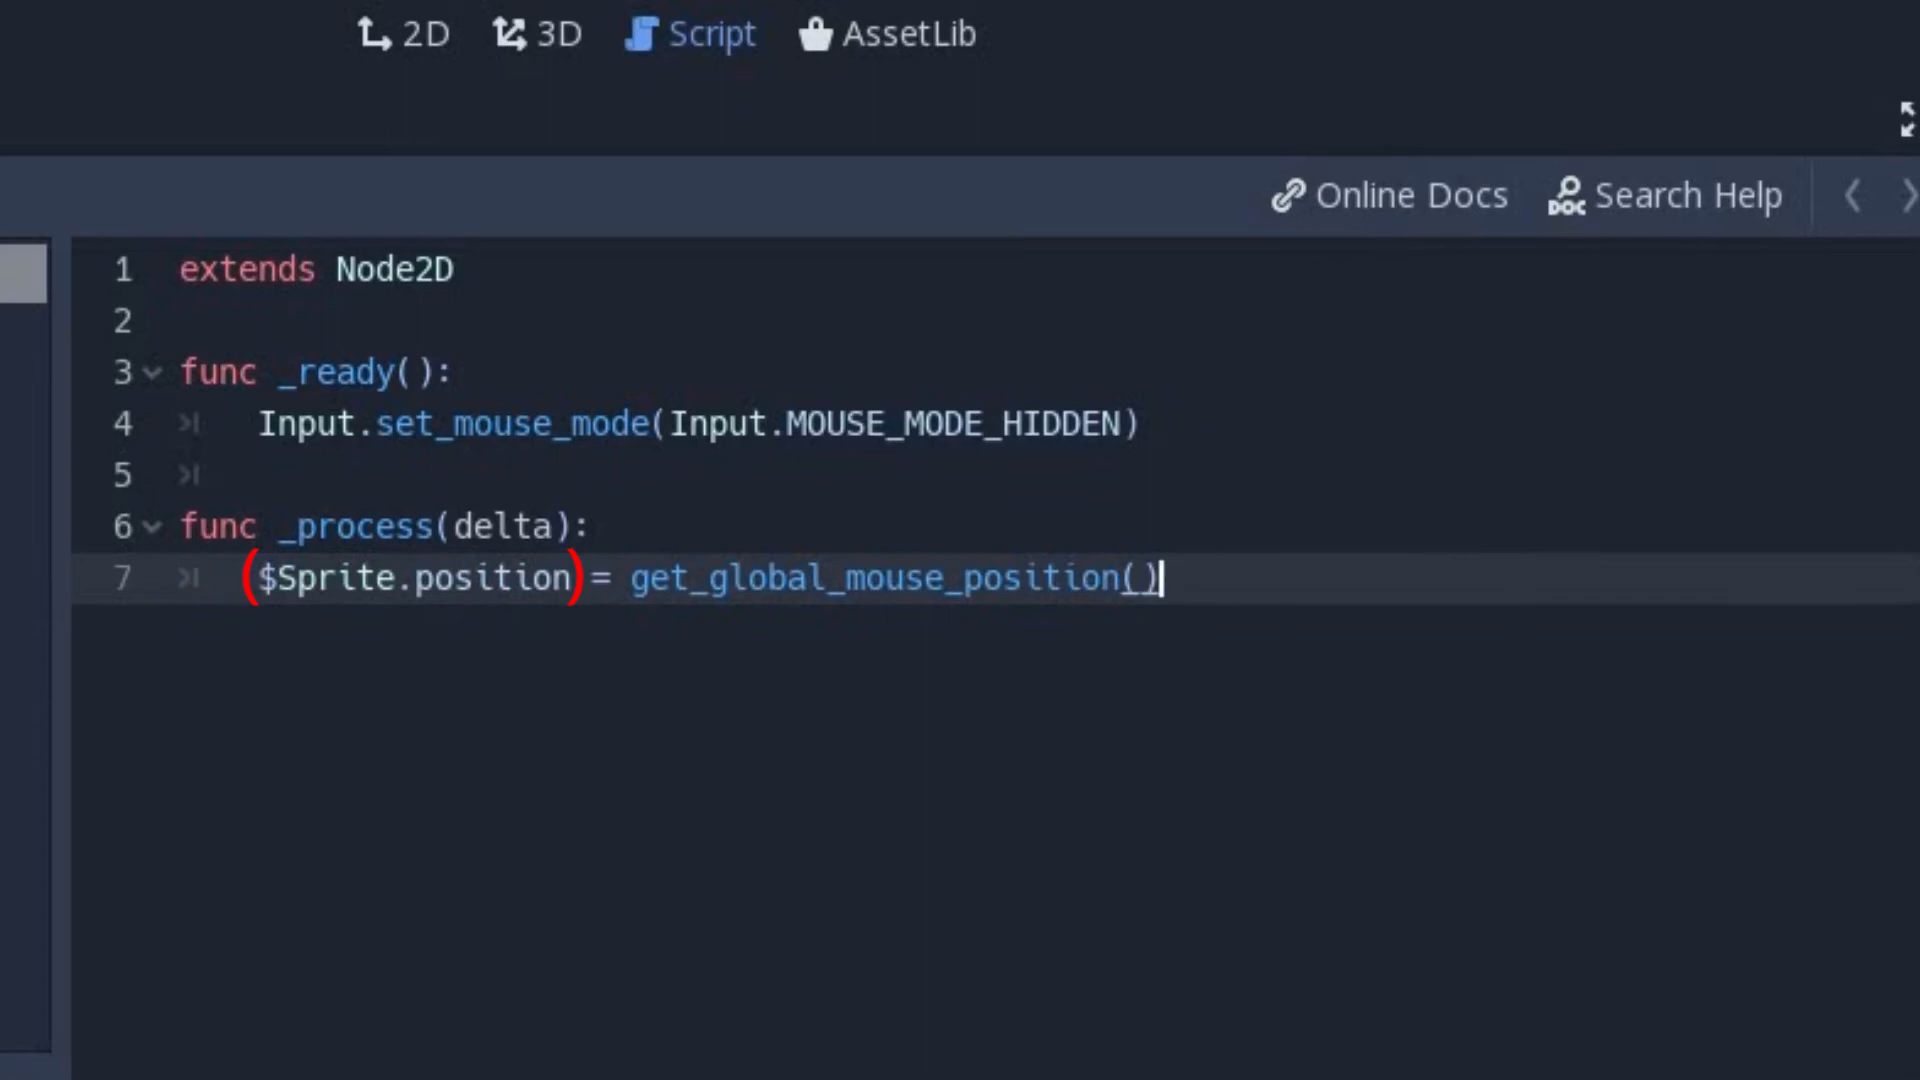 2D 3D Script AssetLib
Online Docs DOC Search Help
1 extends Node2D
2
3 func _ready():
4 Input.set_mouse_mode(Input.MOUSE_MODE_HIDDEN)
5
6 func _process(delta):
7 ($Sprite.position) = get_global_mouse_position()